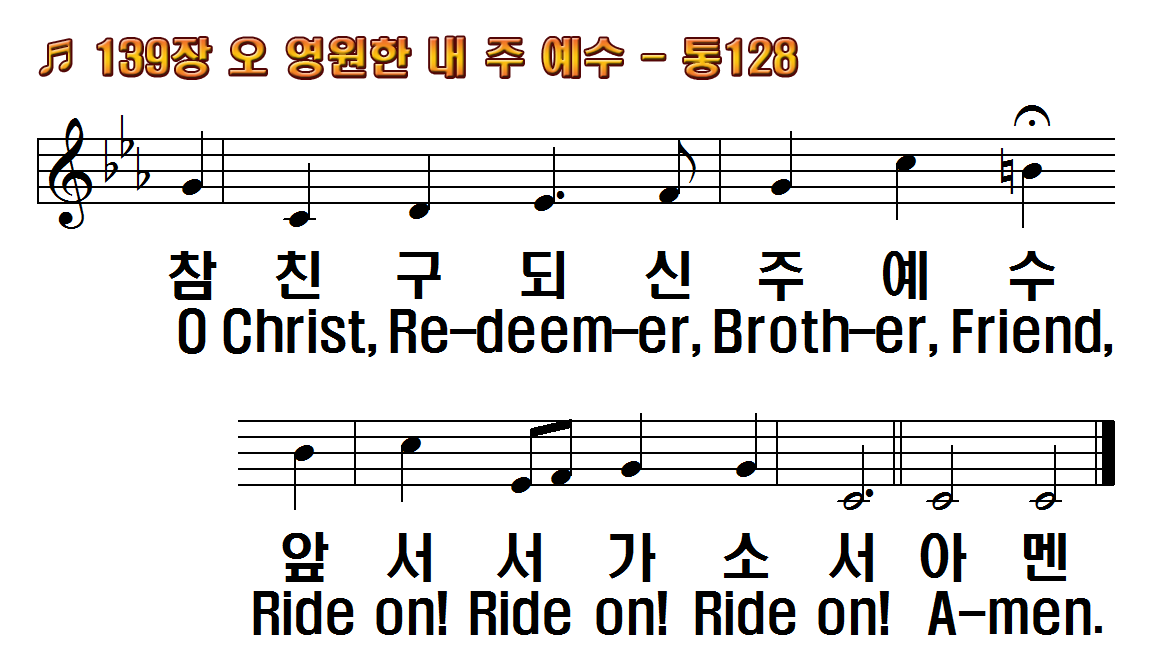 ♬ 139장 오 영원한 내 주 예수 - 통128
참 친 구 되 신 주 예 수
O Christ, Re-deem-er, Broth-er, Friend,
앞 서 서 가 소 서 아 멘
Ride on! Ride on! Ride on! A-men.